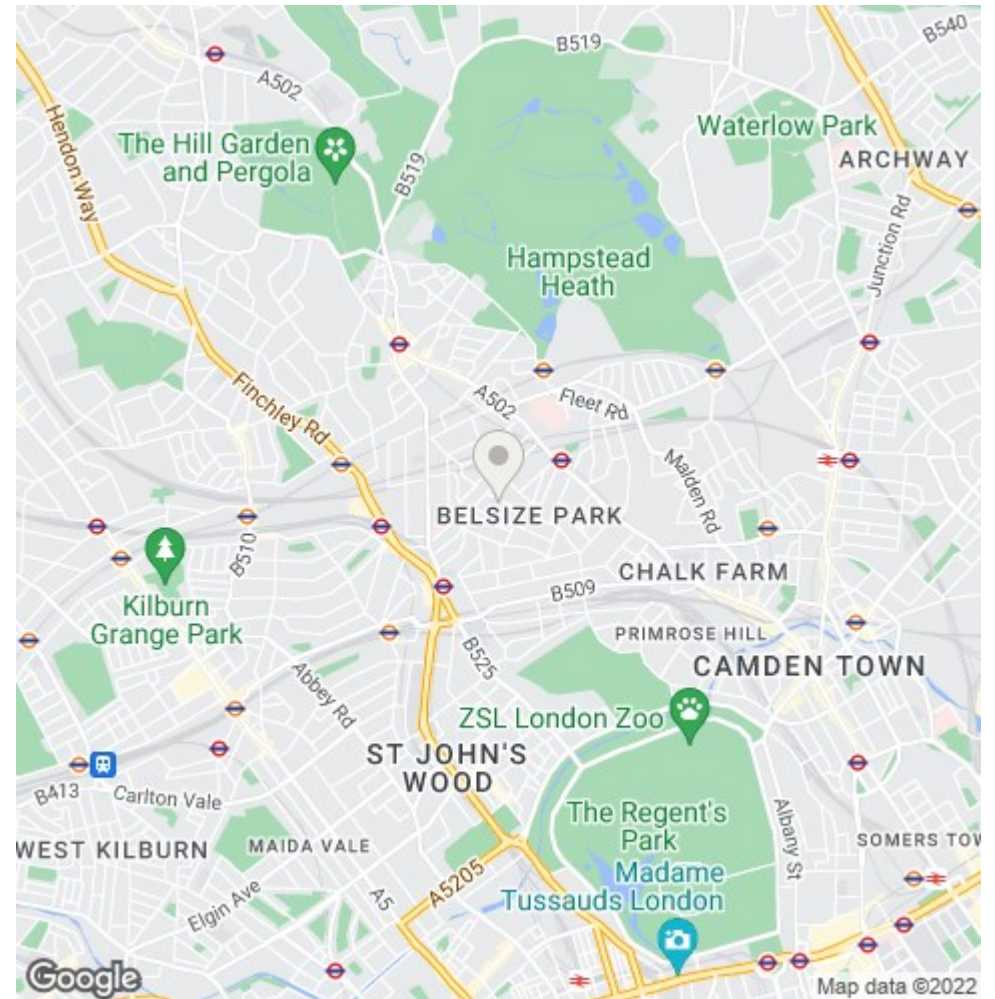 B519
B540
A502
Hendon Way
The Hill Garden
and Pergola
B519
Waterlow Park
ARCHWAY
Junction Rd
Hampstead
Heath
Finchley Rd
A502
Fleet Rd
Malden Rd
BELSIZE PARK
B510
CHALK FARM
B509
Kilburn
Grange Park
PRIMROSE HILL
B525
CAMDEN TOWN
Abbey Rd
ZSL London Zoo
ST JOHN'S
WOOD
B413
Carlton Vale
The Regent's
Park
Albany St
WEST KILBURN
MAIDA VALE
SOMERS TOW
Madame
Tussauds London
A5205
Elgin Ave
A5
Google
Map data ©2022